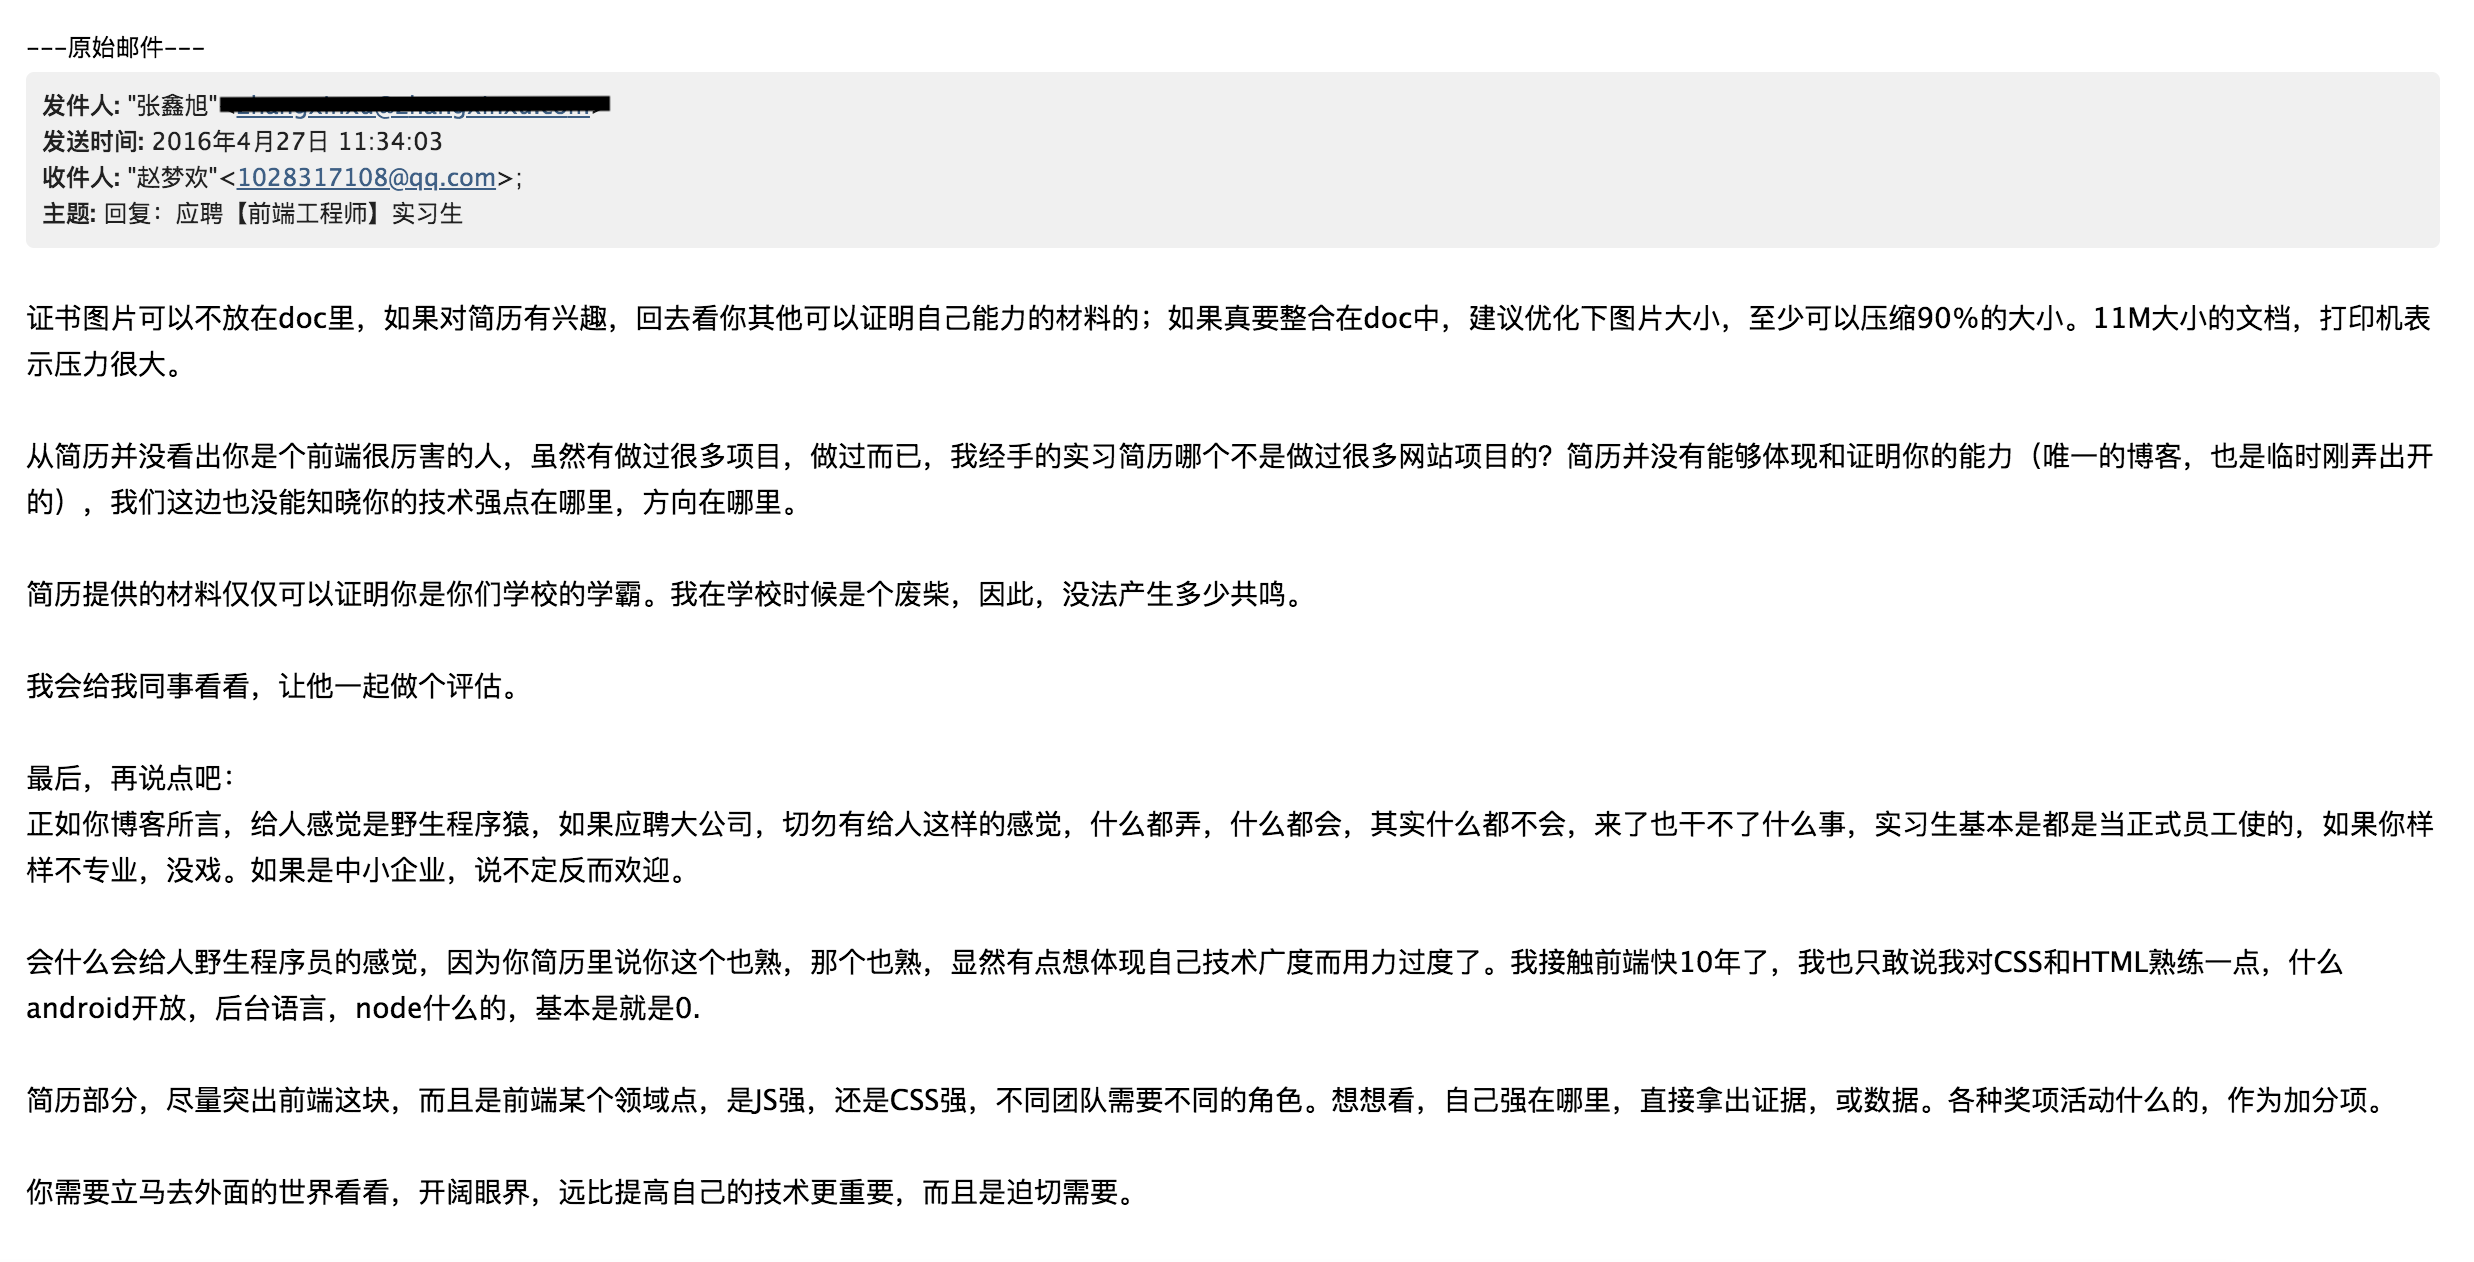 ---原始邮件---
发件人: "张鑫旭"
发送时间: 2016年4月27日 11:34:03
收件人: "赵梦欢"<1028317108@qq.com>;
主题: 回复：应聘【前端工程师】实习生
证书图片可以不放在doc里，如果对简历有兴趣，回去看你其他可以证明自己能力的材料的；如果真要整合在doc中，建议优化下图片大小，至少可以压缩90%的大小。11M大小的文档，打印机表
示压力很大。
从简历并没看出你是个前端很厉害的人，虽然有做过很多项目，做过而已，我经手的实习简历哪个不是做过很多网站项目的？简历并没有能够体现和证明你的能力（唯一的博客，也是临时刚弄出开
的），我们这边也没能知晓你的技术强点在哪里，方向在哪里。
简历提供的材料仅仅可以证明你是你们学校的学霸。我在学校时候是个废柴，因此，没法产生多少共鸣。
我会给我同事看看，让他一起做个评估。
最后，再说点吧：
正如你博客所言，给人感觉是野生程序猿，如果应聘大公司，切勿有给人这样的感觉，什么都弄，什么都会，其实什么都不会，来了也干不了什么事，实习生基本是都是当正式员工使的，如果你样
样不专业，没戏。如果是中小企业，说不定反而欢迎。
会什么会给人野生程序员的感觉，因为你简历里说你这个也熟，那个也熟，显然有点想体现自己技术广度而用力过度了。我接触前端快10年了，我也只敢说我对CSS和HTML熟练一点，什么
android开放，后台语言，node什么的，基本是就是0.
简历部分，尽量突出前端这块，而且是前端某个领域点，是JS强，还是CSS强，不同团队需要不同的角色。想想看，自己强在哪里，直接拿出证据，或数据。各种奖项活动什么的，作为加分项。
你需要立马去外面的世界看看，开阔眼界，远比提高自己的技术更重要，而且是迫切需要。